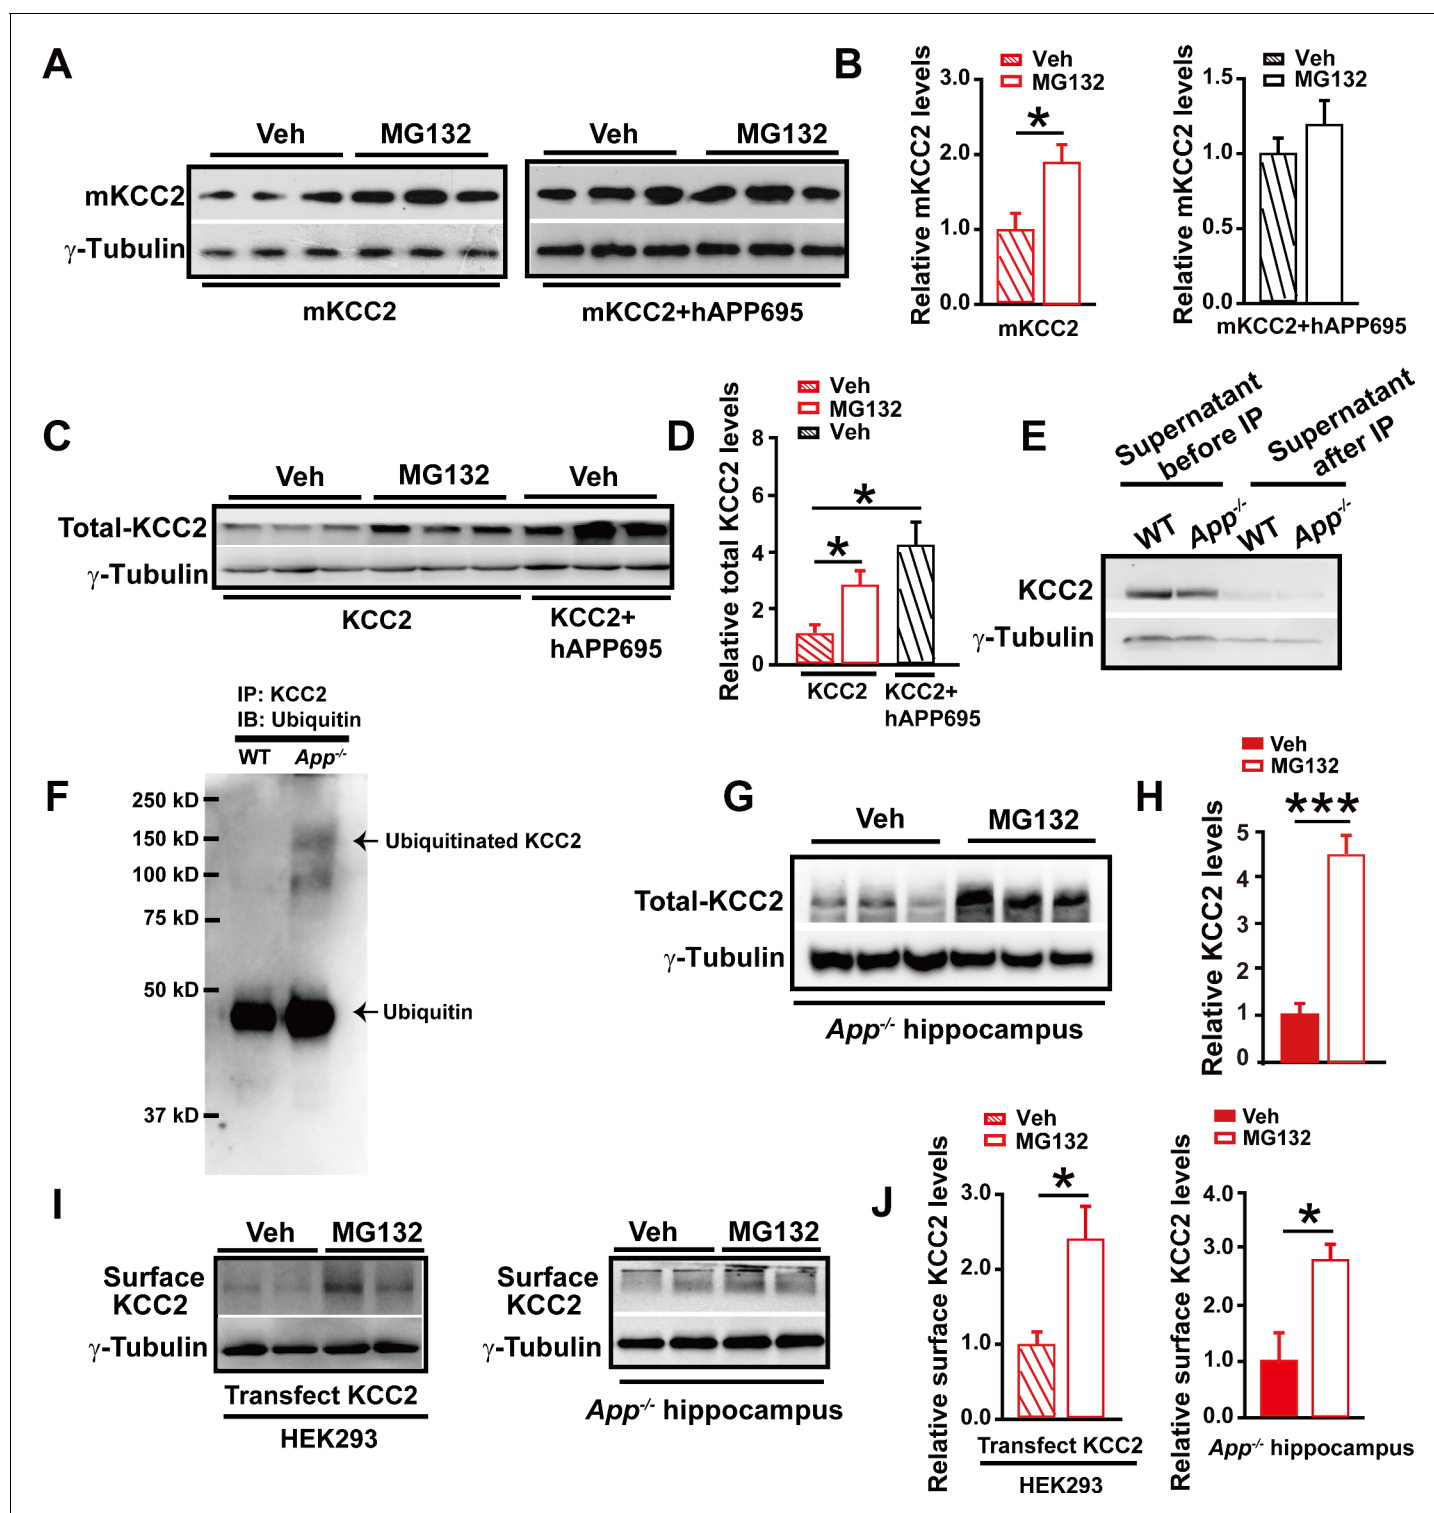 A
Veh
MG132
Veh
MG132
mKCC2
γ-Tubulin
mKCC2
mKCC2+hAPP695
B
Veh
MG132
Relative mKCC2 levels
3.0
2.0
1.0
0.0
*
mKCC2
Veh
MG132
Relative mKCC2 levels
1.5
1.0
0.5
0.0
mKCC2+hAPP695
C
Veh
MG132
Veh
Total-KCC2
γ-Tubulin
KCC2
KCC2+
hAPP695
D
Veh
MG132
Veh
Relative total KCC2 levels
8
6
4
2
0
*
*
KCC2
KCC2+
hAPP695
E
Supernatant
before IP
Supernatant
after IP
WT
App-/-
WT
App-/-
KCC2
γ-Tubulin
F
IP: KCC2
IB: Ubiquitin
WT
App-/-
250 kD
150 kD
100 kD
75 kD
50 kD
37 kD
Ubiquitinated KCC2
Ubiquitin
G
Veh
MG132
Total-KCC2
γ-Tubulin
App-/- hippocampus
H
Veh
MG132
Relative KCC2 levels
5
4
3
2
1
0
***
I
Veh
MG132
Surface
KCC2
γ-Tubulin
Transfect KCC2
HEK293
Veh
MG132
Surface
KCC2
γ-Tubulin
App-/- hippocampus
J
Veh
MG132
Relative surface KCC2 levels
3.0
2.0
1.0
0.0
*
Transfect KCC2
HEK293
Veh
MG132
Relative surface KCC2 levels
4.0
3.0
2.0
1.0
0.0
*
App-/- hippocampus